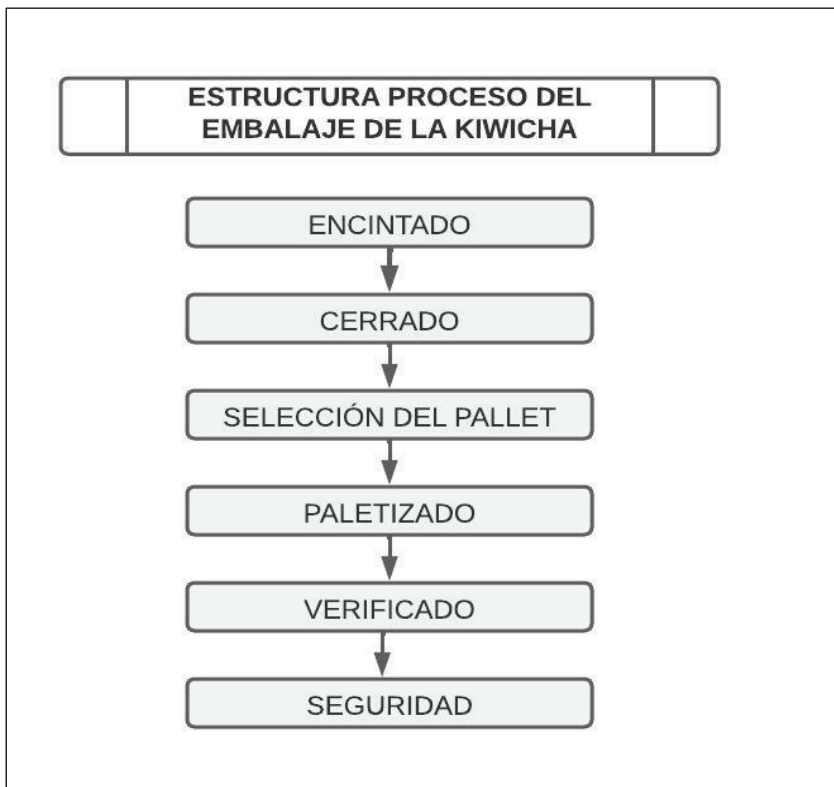 ESTRUCTURA PROCESO DEL
EMBALAJE DE LA KIWICHA
ENCINTADO
CERRADO
SELECCIÓN DEL PALLET
PALETIZADO
VERIFICADO
SEGURIDAD